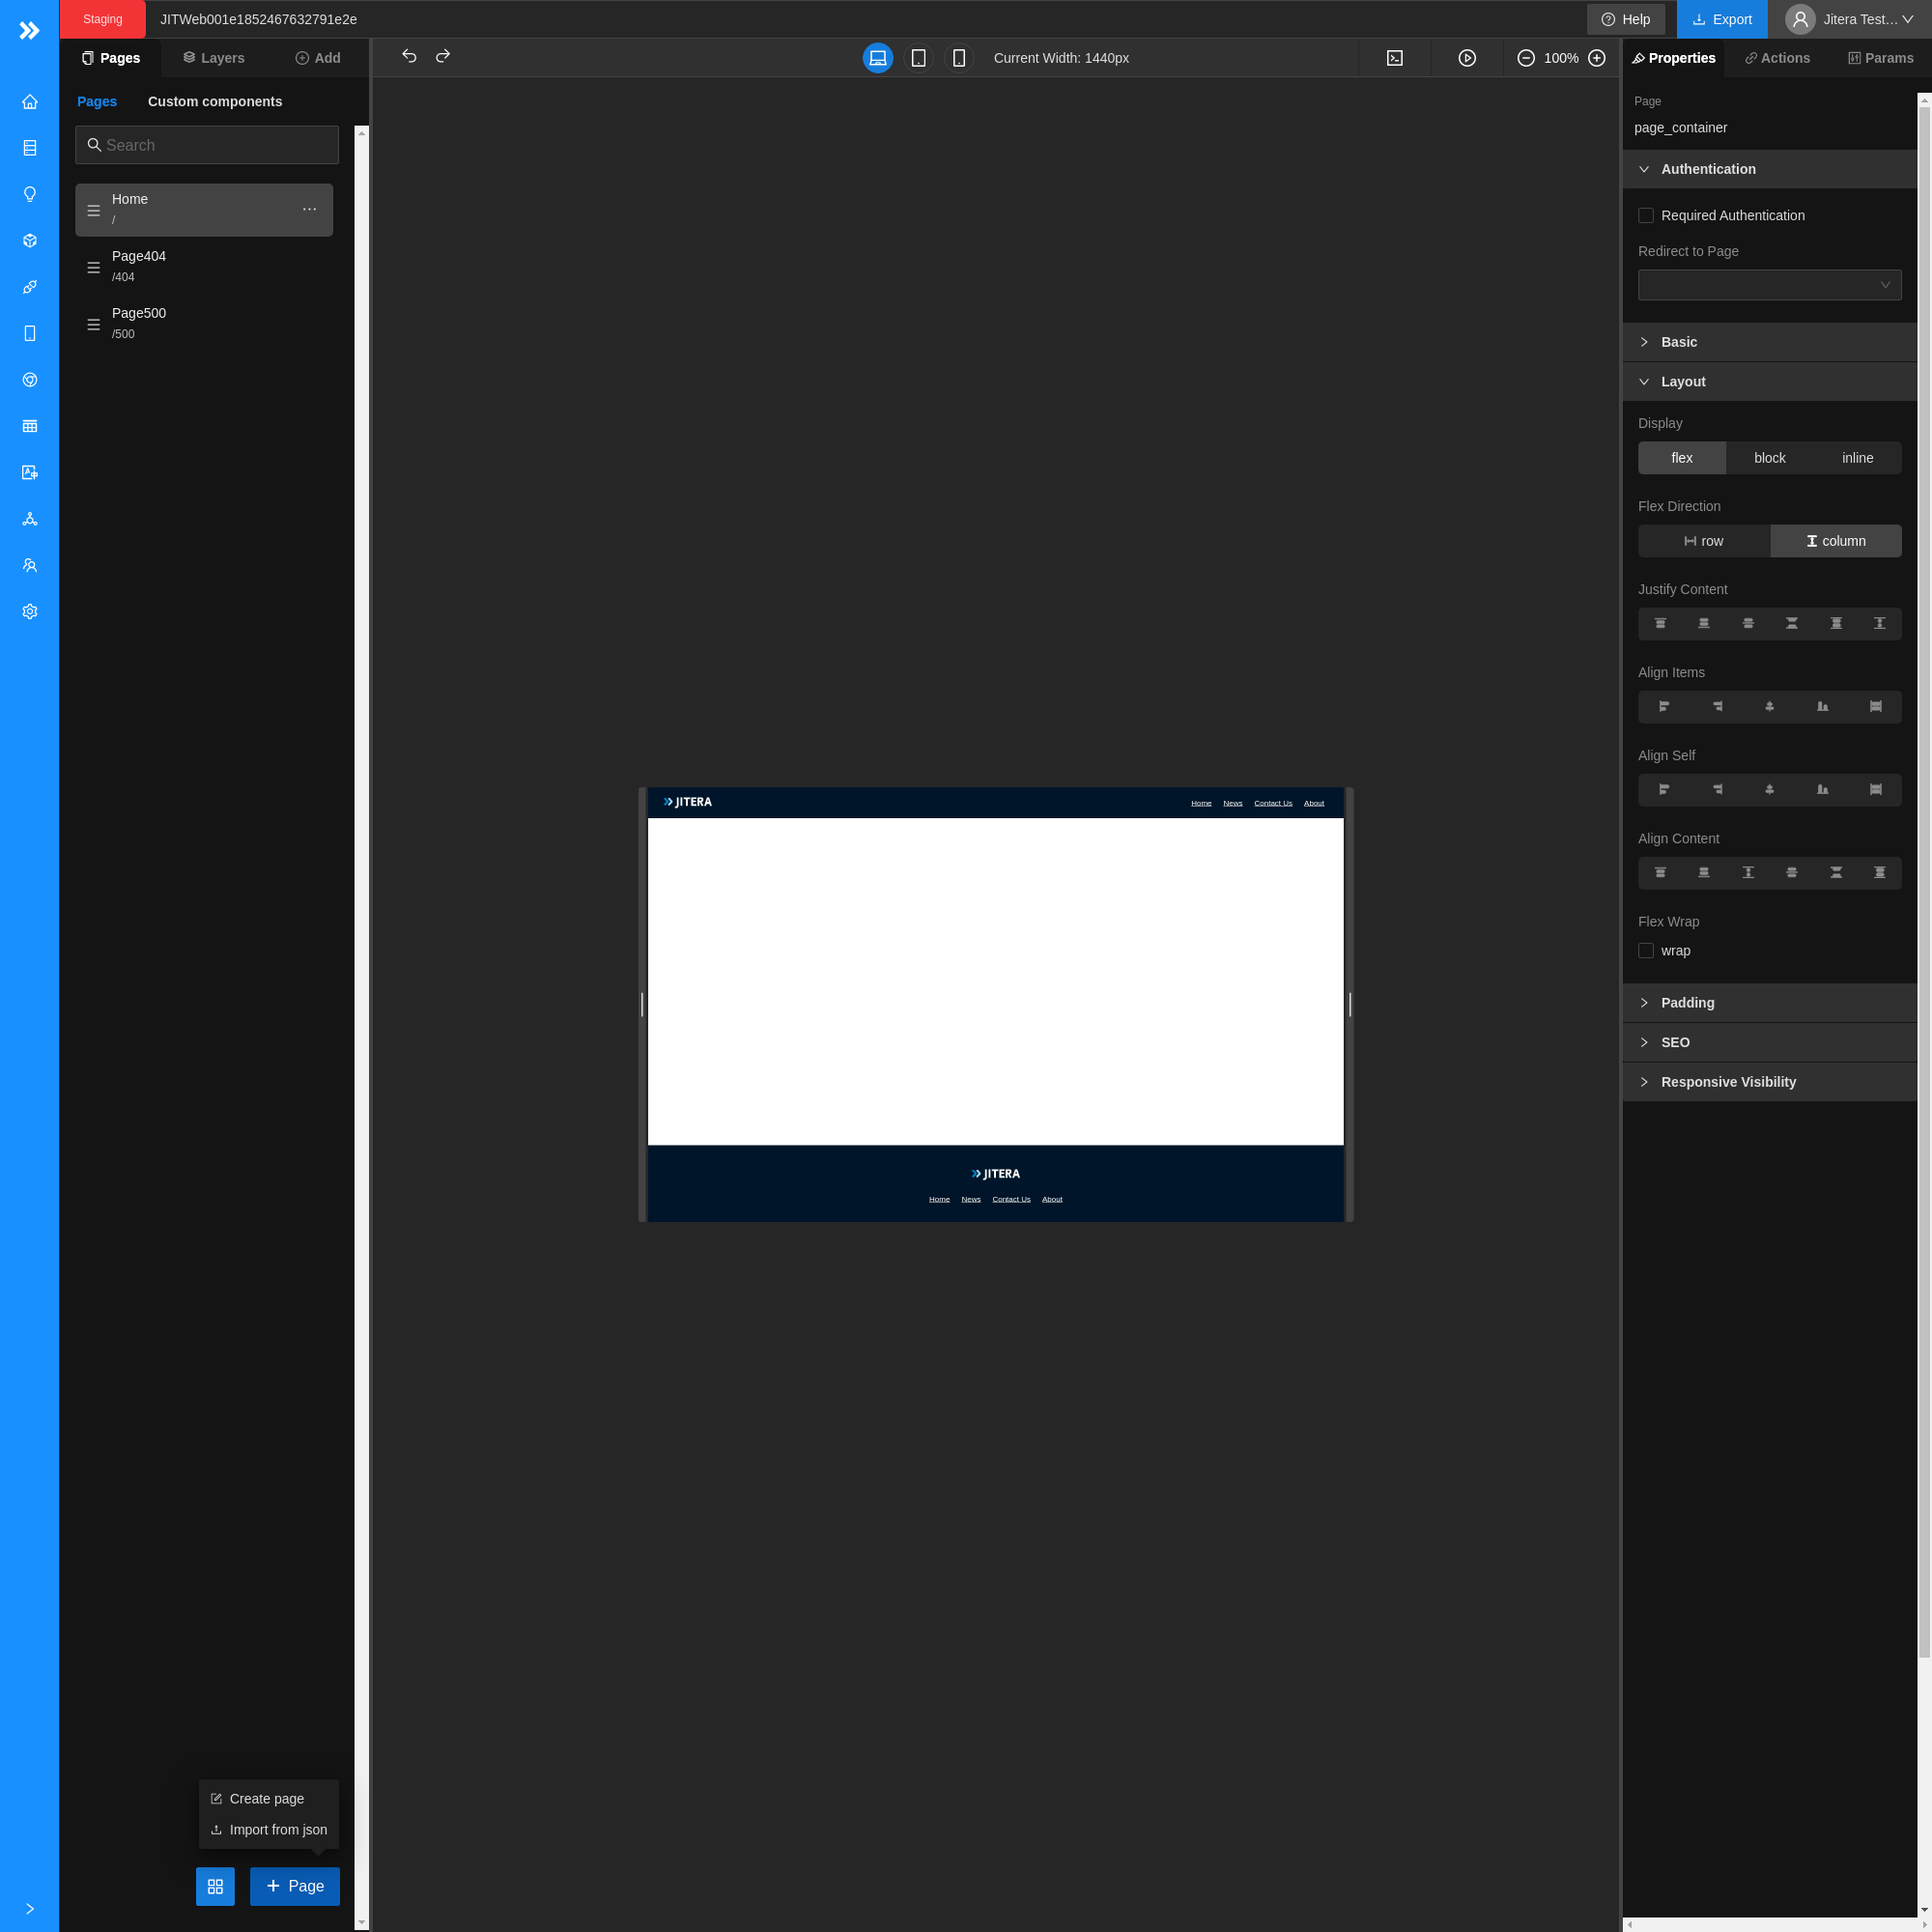 Staging
JITWeb001e1852467632791e2e
Help
Export
Jitera Test...
Pages
Layers
Add
Current Width: 1440px
100%
Properties
Actions
Params
Pages
Custom components
Search
Home
/
Page404
/404
Page500
/500
Create page
Import from json
Page
JITERA
Home News Contact Us About
JITERA
Home News Contact Us About
Page
page_container
Authentication
Required Authentication
Redirect to Page
Basic
Layout
Display
flex block inline
Flex Direction
row column
Justify Content
Align Items
Align Self
Align Content
Flex Wrap
wrap
Padding
SEO
Responsive Visibility